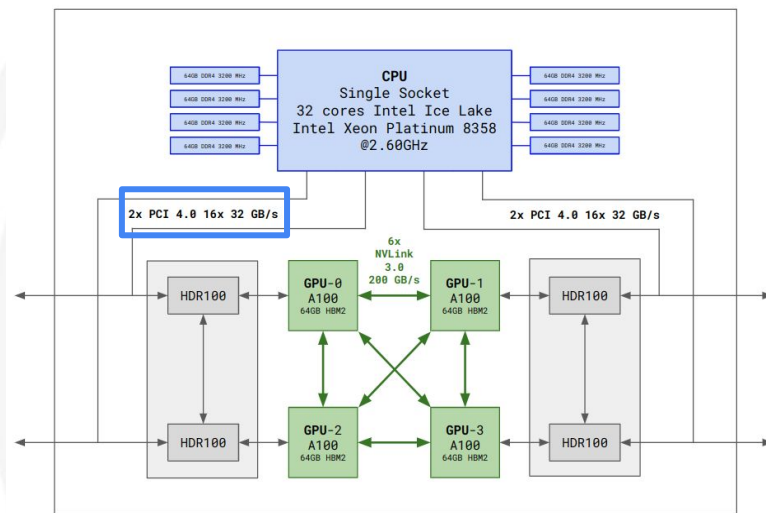 CPU
Single Socket
32 cores Intel Ice Lake
Intel Xeon Platinum 8358
@2.60GHz
64GB DDR4 3200 MHz
64GB DDR4 3200 MHz
64GB DDR4 3200 MHz
64GB DDR4 3200 MHz
64GB DDR4 3200 MHz
64GB DDR4 3200 MHz
64GB DDR4 3200 MHz
64GB DDR4 3200 MHz
2x PCI 4.0 16x 32 GB/s
2x PCI 4.0 16x 32 GB/s
6x
NVLink
3.0
200 GB/s
HDR100
GPU-0
A100
64GB HBM2
GPU-1
A100
64GB HBM2
HDR100
HDR100
GPU-2
A100
64GB HBM2
GPU-3
A100
64GB HBM2
HDR100